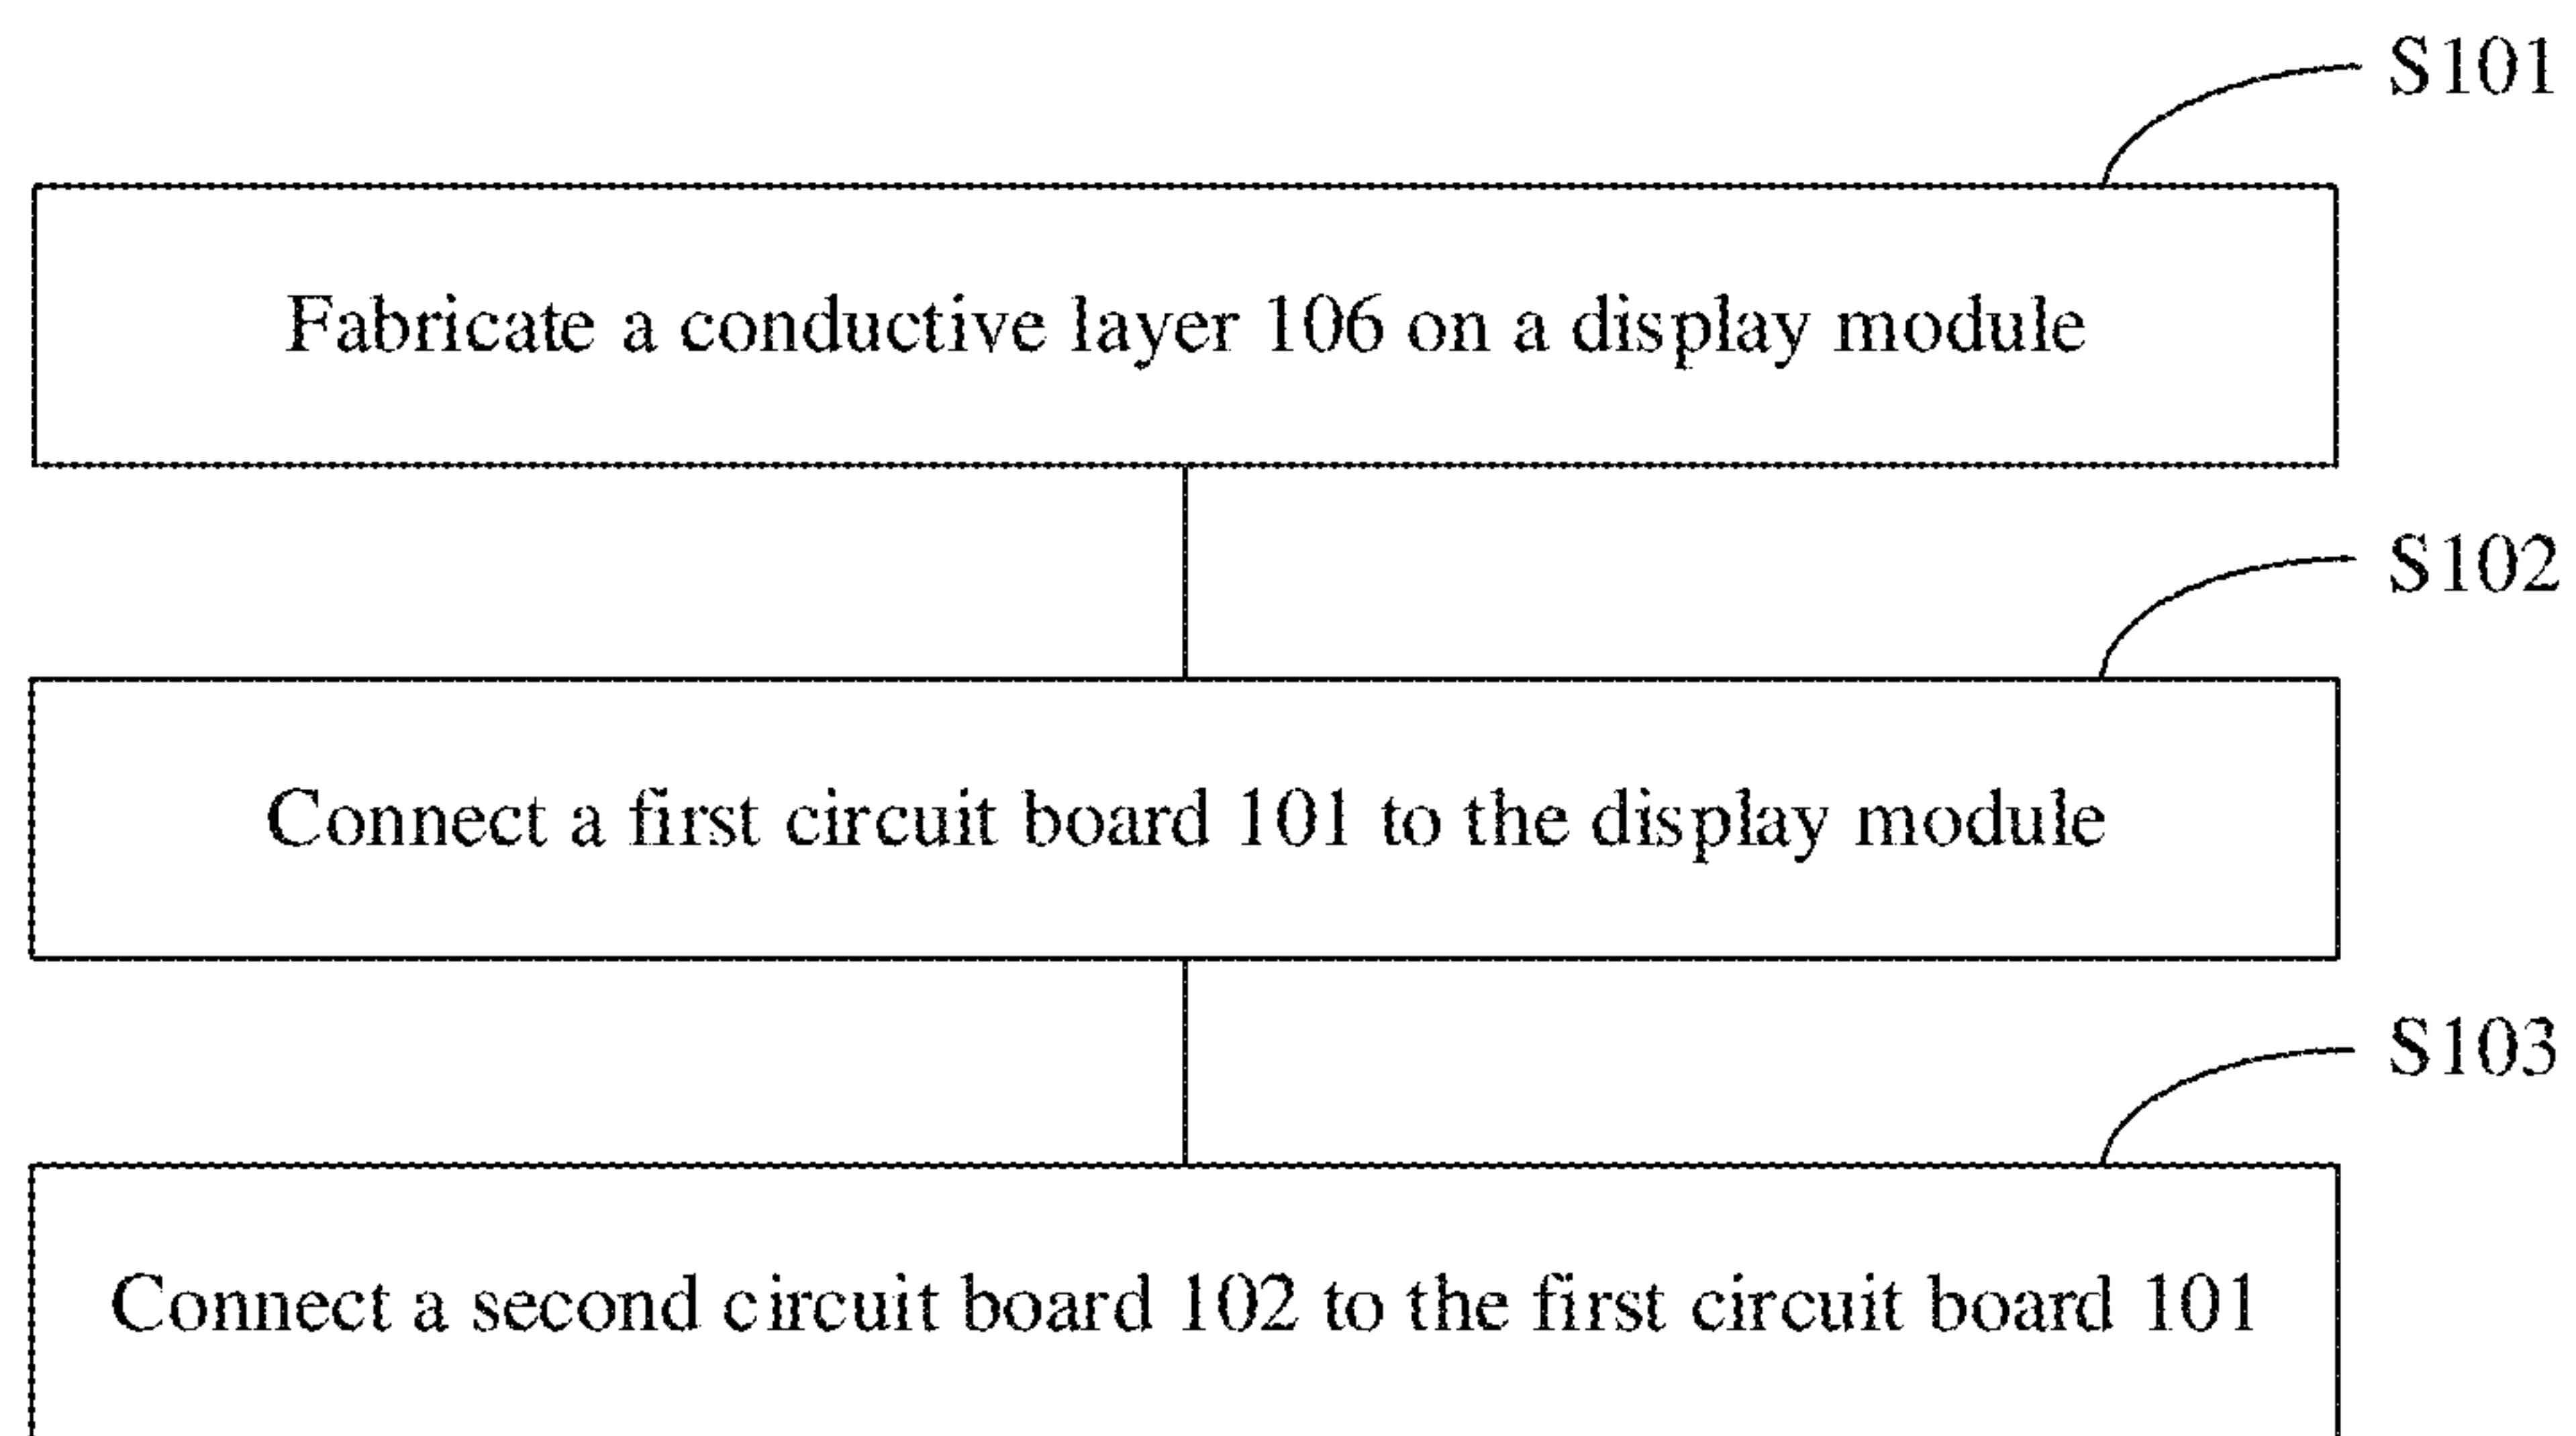 S101
Fabricate a conductive layer 106 on a display module
S102
Connect a first circuit board 101 to the display module
S103
Connect a second circuit board 102 to the first circuit board 101